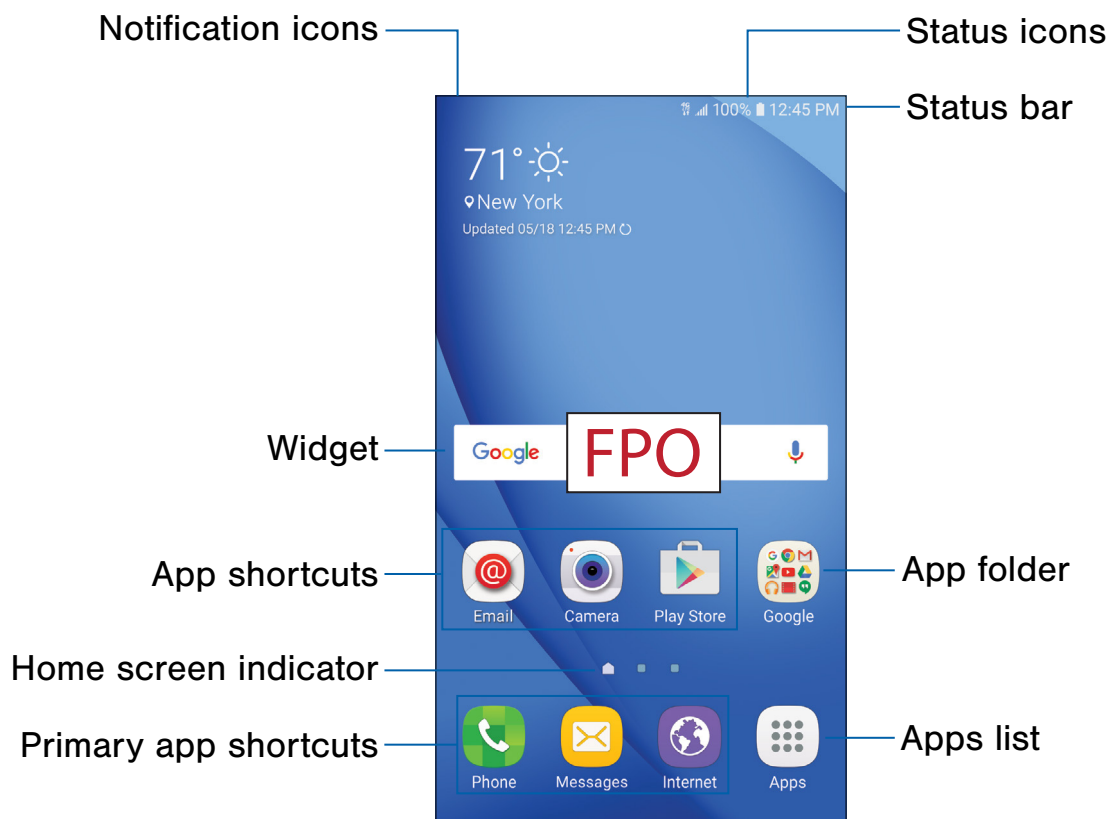 Notification icons
Status icons
Status bar
100% 12:45 PM
71°
New York
Updated 05/18 12:45 PM
Widget
Google
FPO
App shortcuts
App folder
Email Camera Play Store Google
Home screen indicator
Primary app shortcuts
Apps list
Phone Messages Internet Apps